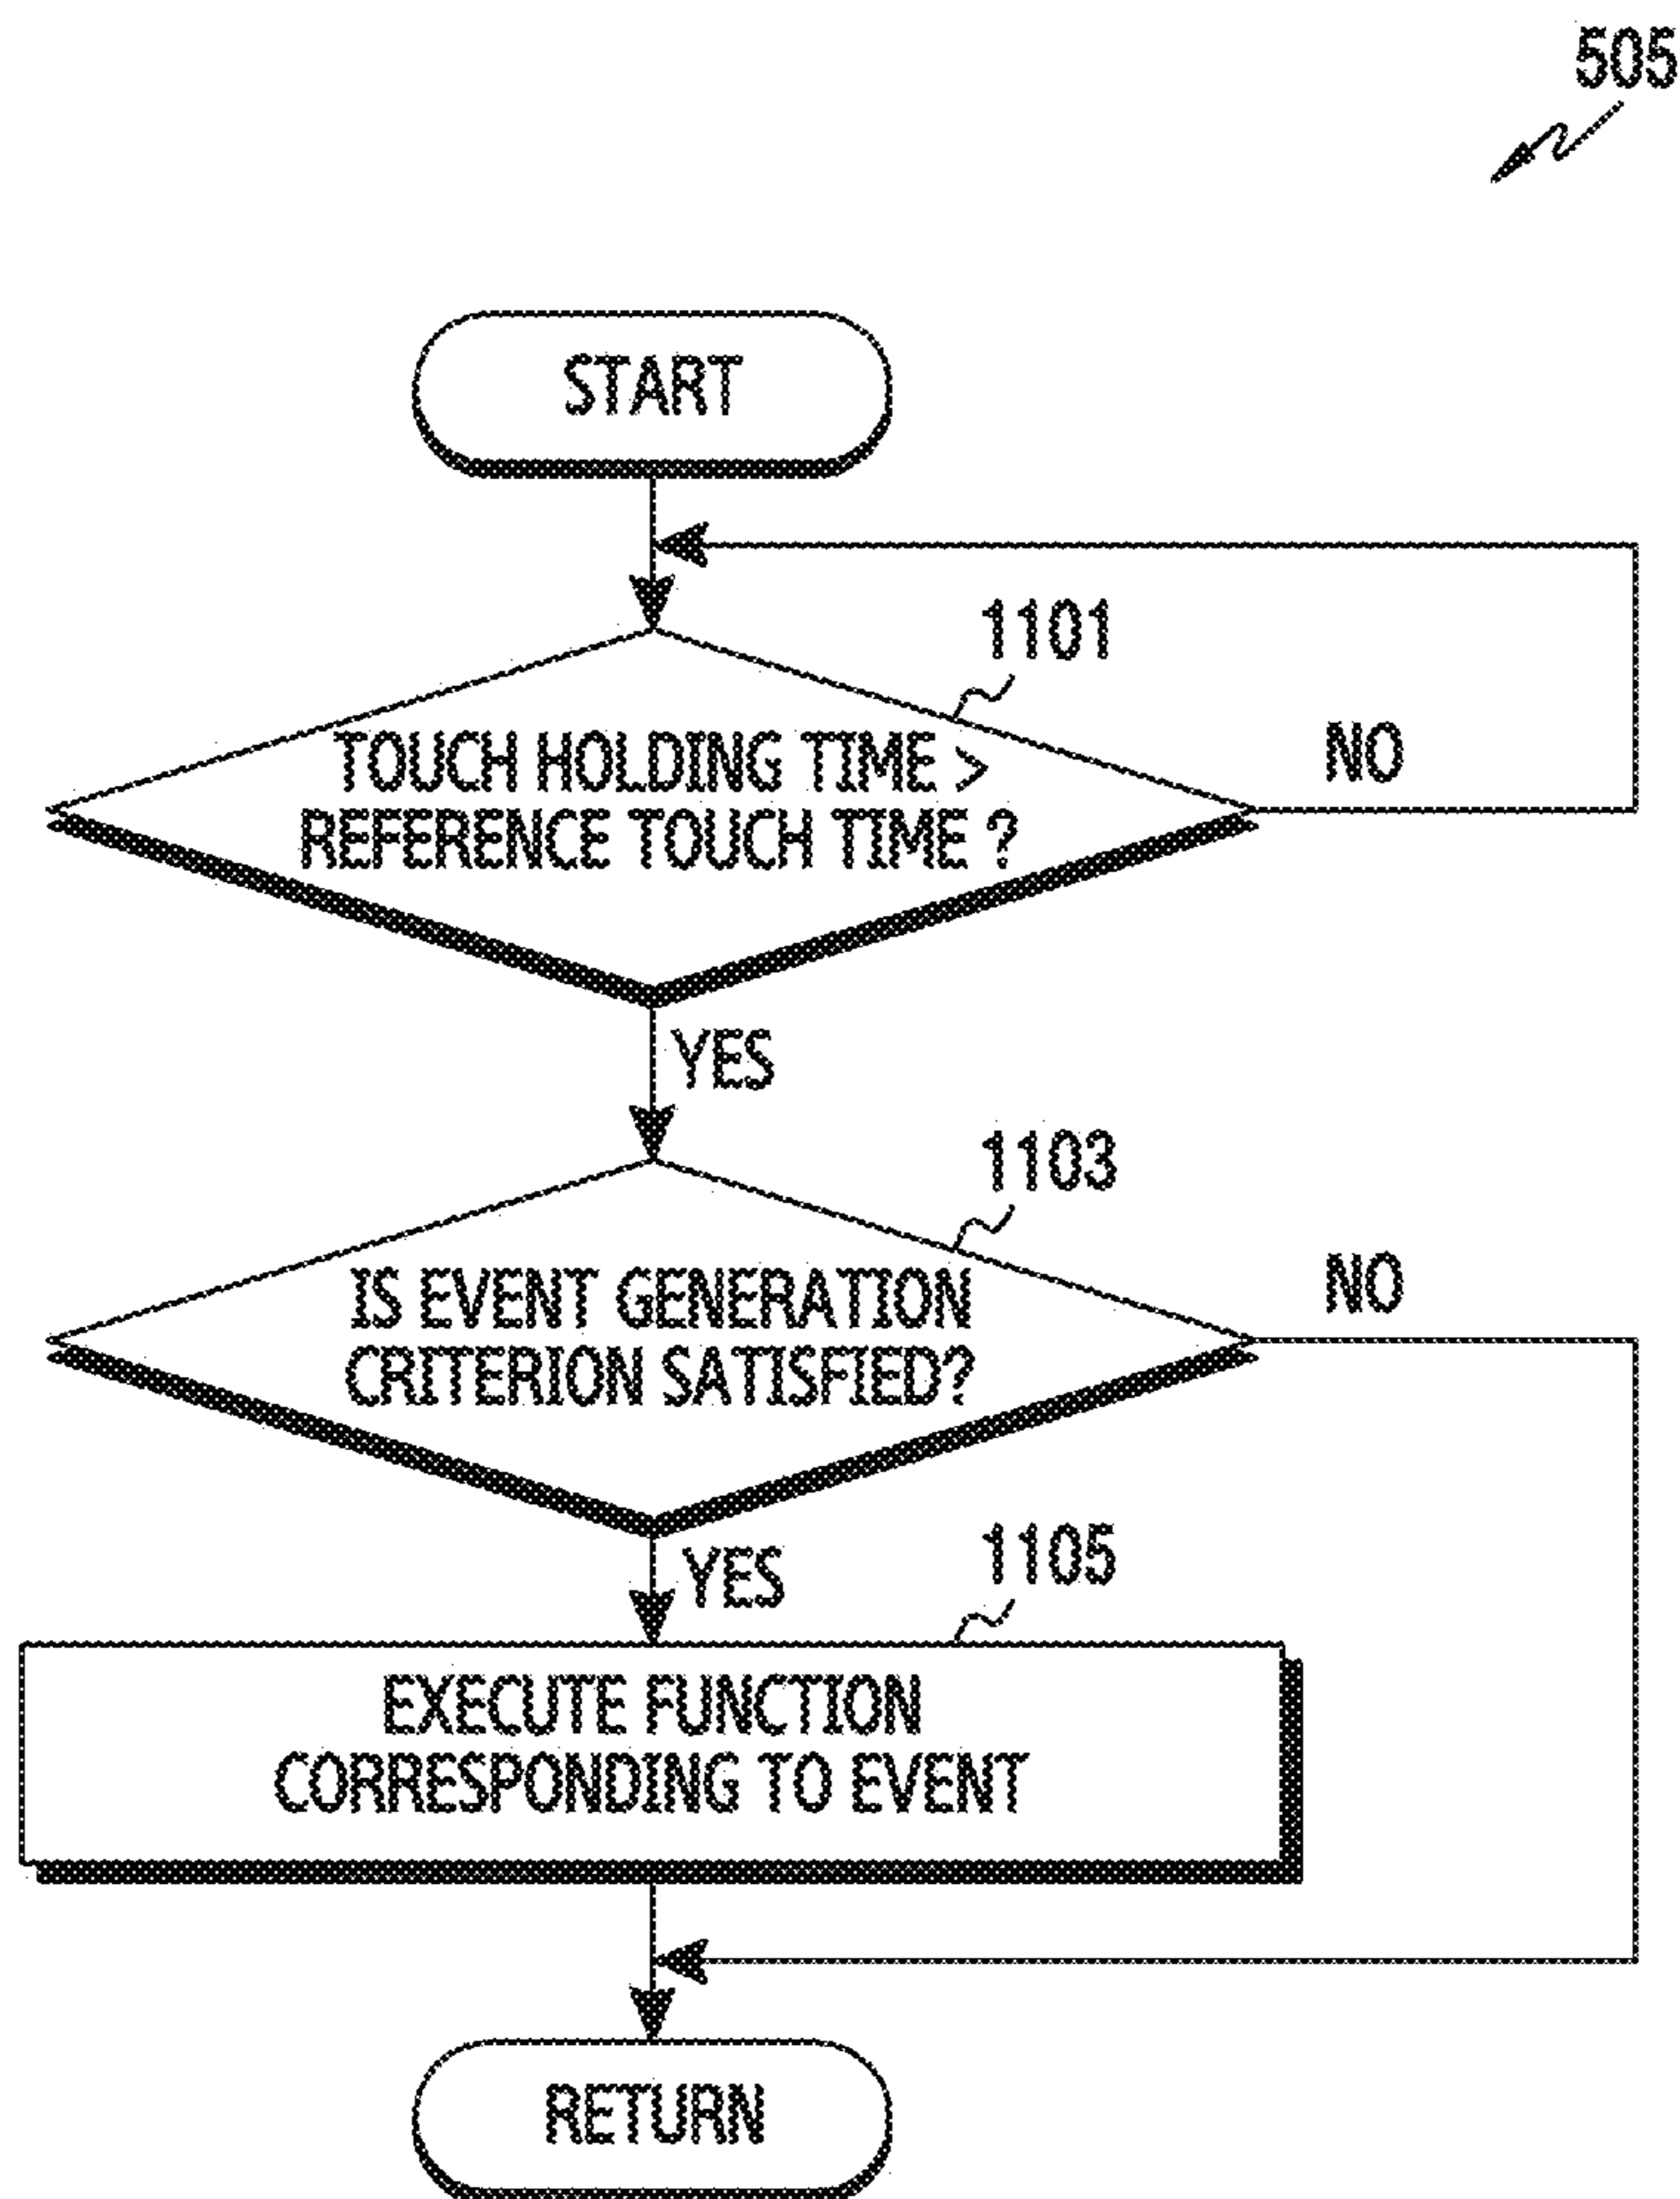 505
START
1101
TOUCH HOLDING TIME >
REFERENCE TOUCH TIME ?
NO
YES
1103
IS EVENT GENERATION
CRITERION SATISFIED?
NO
YES
1105
EXECUTE FUNCTION
CORRESPONDING TO EVENT
RETURN